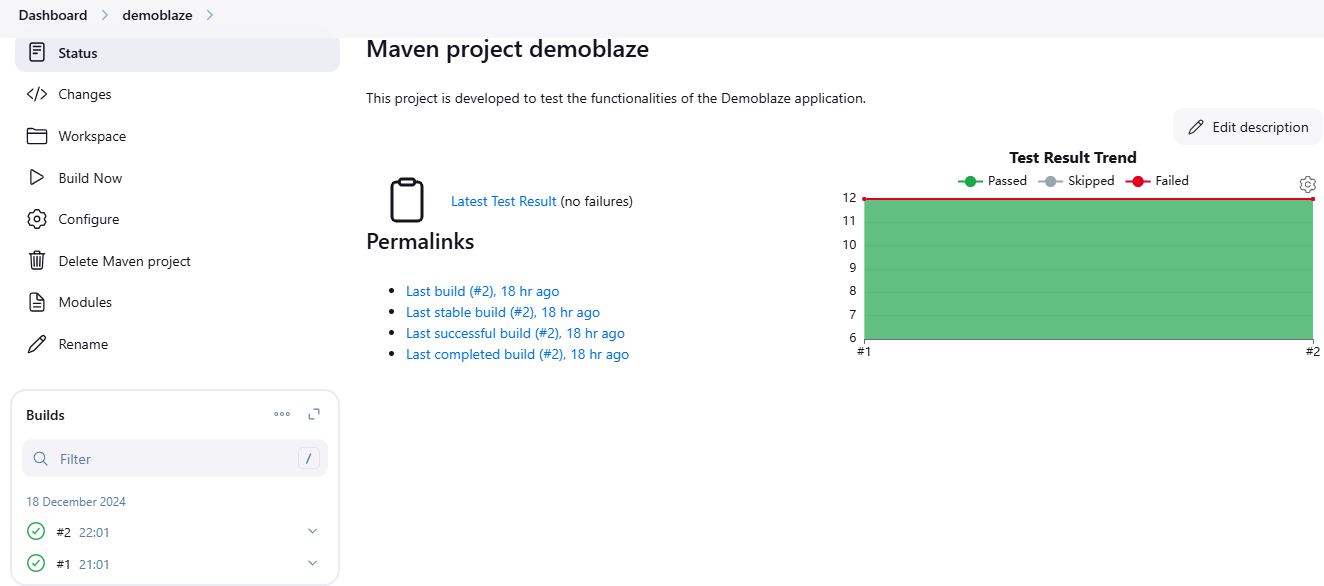 Dashboard > demoblaze >
Status
Changes
Workspace
Build Now
Configure
Delete Maven project
Modules
Rename
Builds
Filter /
18 December 2024
#2 22:01
#1 21:01
Maven project demoblaze
This project is developed to test the functionalities of the Demoblaze application.
Edit description
Latest Test Result (no failures)
Permalinks
Last build (#2), 18 hr ago
Last stable build (#2), 18 hr ago
Last successful build (#2), 18 hr ago
Last completed build (#2), 18 hr ago
Test Result Trend
Passed Skipped Failed
12
11
10
9
8
7
6
#1 #2